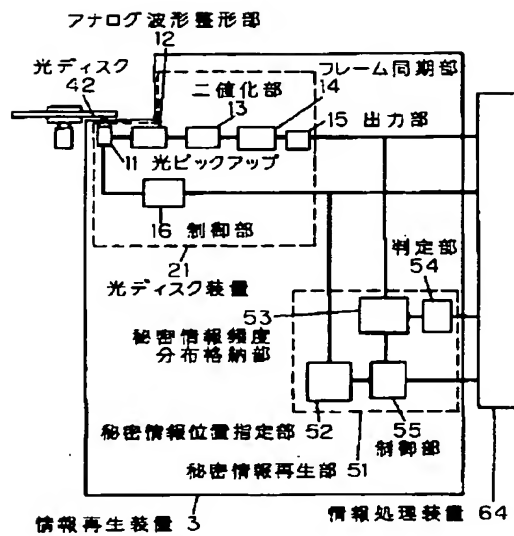 アナログ波形整形部
12
光ディスク
42
二値化部
13
フレーム同期部
14
15 出力部
11 光ピックアップ
16 制御部
21
光ディスク装置
判定部
54
53
秘密情報頻度
分布格納部
秘密情報位置指定部 52
55
制御部
秘密情報再生部 51
情報再生装置 3
情報処理装置 64